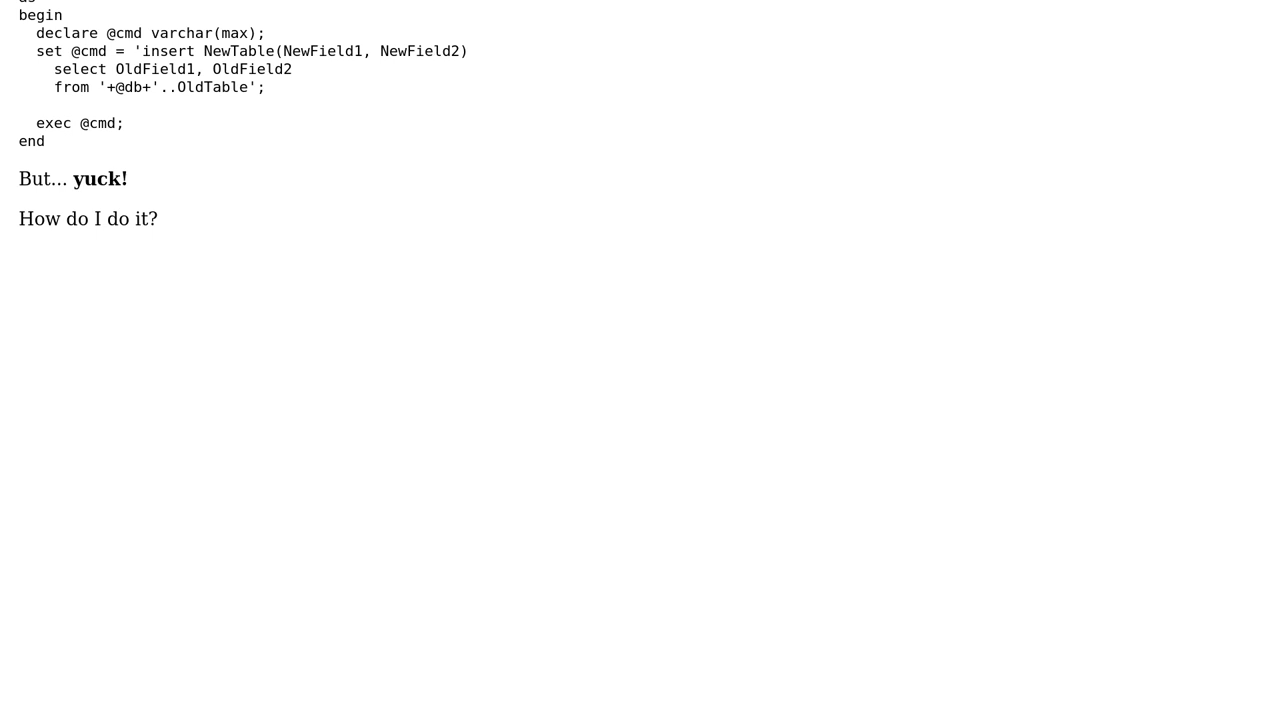 as
begin
  declare @cmd varchar(max);
  set @cmd = 'insert NewTable(NewField1, NewField2)
    select OldField1, OldField2
    from '+@db+'..OldTable';

  exec @cmd;
end
But... yuck!
How do I do it?